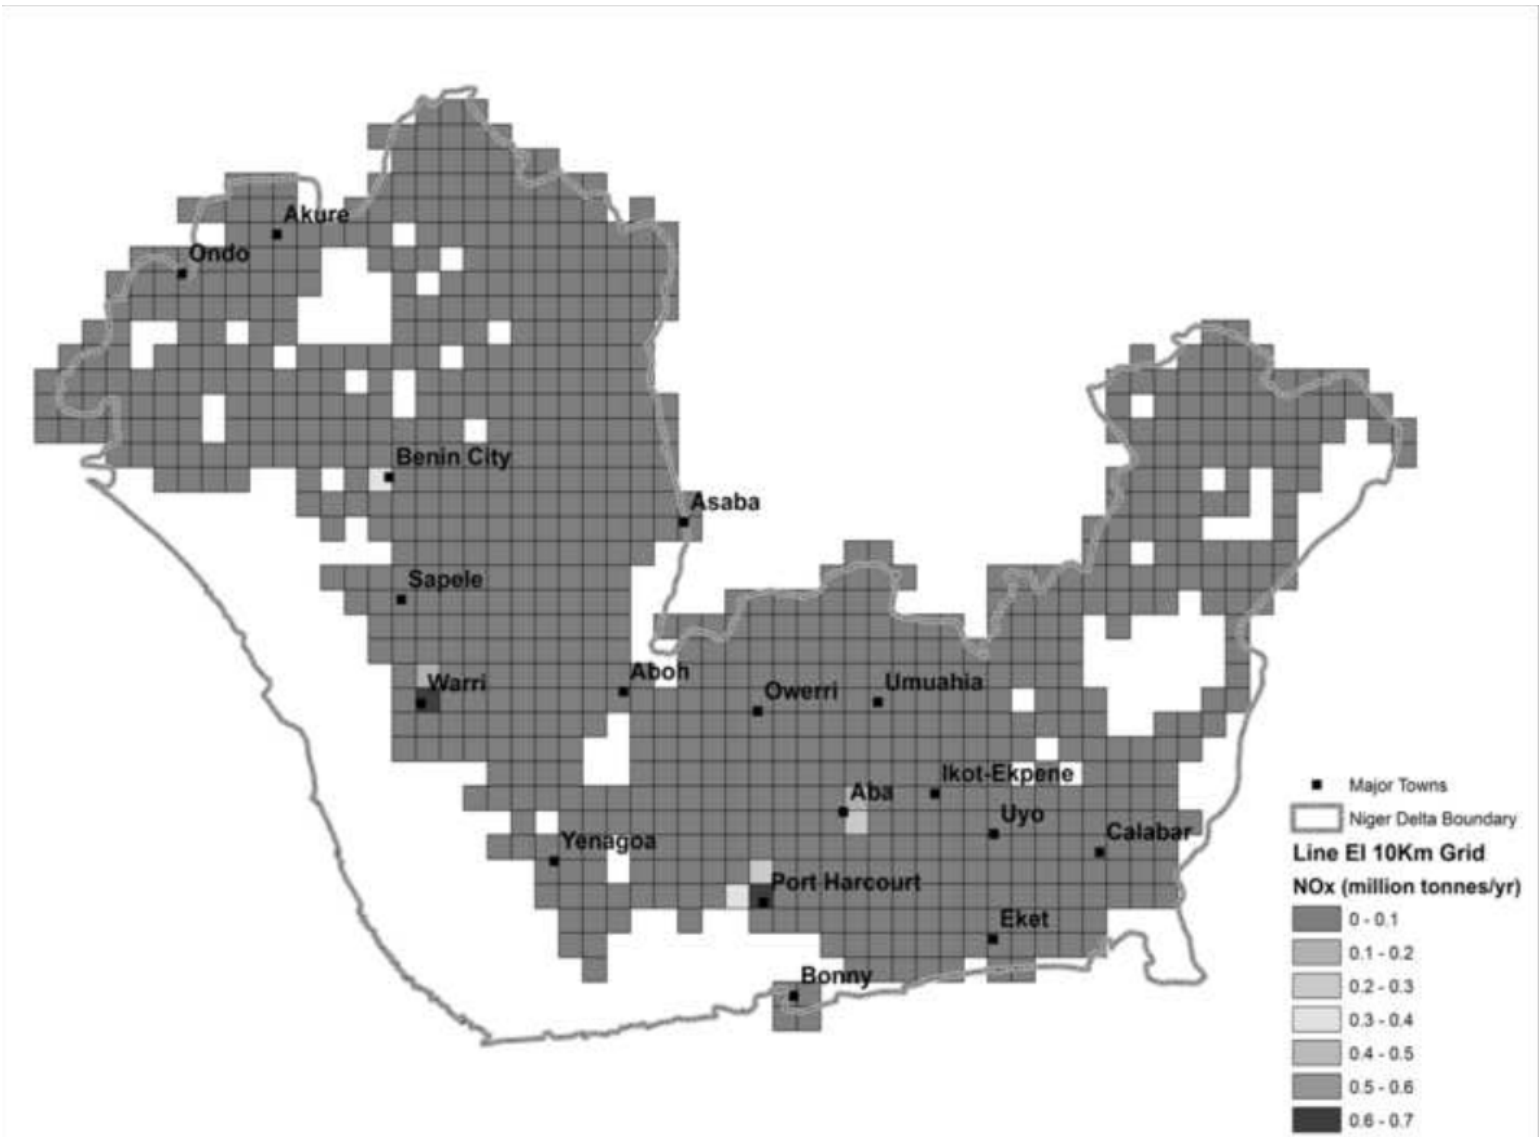 Akure
Ondo
Benin City
Asaba
Sapele
Aboh
Warri
Owerri
Umuahia
Ikot-Ekpene
Aba
Uyo
Calabar
Yenagoa
Port Harcourt
Eket
Bonny
Major Towns
Niger Delta Boundary
Line EI 10Km Grid
NOx (million tonnes/yr)
0 - 0.1
0.1 - 0.2
0.2 - 0.3
0.3 - 0.4
0.4 - 0.5
0.5 - 0.6
0.6 - 0.7